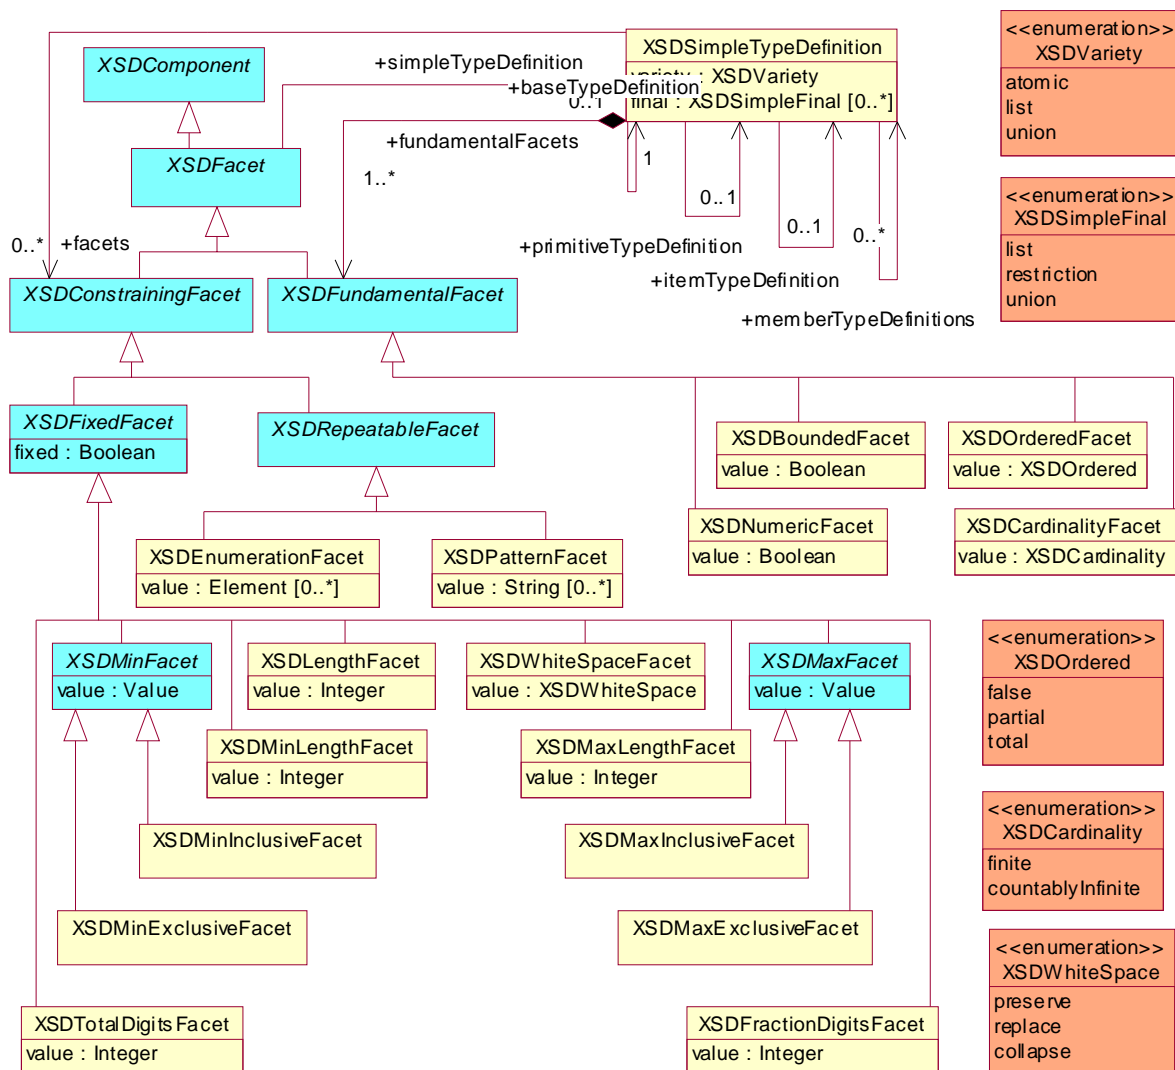 XSDComponent
+simpleTypeDefinition
XSDSimpleTypeDefinition
variety : XSDVariety
+baseTypeDefinition
0..1
final : XSDSimpleFinal [0..*]
<<enumeration>>
XSDVariety
atomic
list
union
XSDFacet
+fundamentalFacets
1..*
1
0..1
0..1
0..*
+primitiveTypeDefinition
+itemTypeDefinition
+memberTypeDefinitions
<<enumeration>>
XSDSimpleFinal
list
restriction
union
0..*
+facets
XSDConstrainingFacet
XSDFundamentalFacet
XSDFixedFacet
fixed : Boolean
XSDRepeatableFacet
XSDBoundedFacet
value : Boolean
XSDOrderedFacet
value : XSDOrdered
XSDNumericFacet
value : Boolean
XSDCardinalityFacet
value : XSDCardinality
XSDEnumerationFacet
value : Element [0..*]
XSDPatternFacet
value : String [0..*]
XSDMinFacet
value : Value
XSDLengthFacet
value : Integer
XSDWhiteSpaceFacet
value : XSDWhiteSpace
XSDMaxFacet
value : Value
<<enumeration>>
XSDOrdered
false
partial
total
XSDMinLengthFacet
value : Integer
XSDMaxLengthFacet
value : Integer
XSDMinInclusiveFacet
XSDMaxInclusiveFacet
<<enumeration>>
XSDCardinality
finite
countablyInfinite
XSDMinExclusiveFacet
XSDMaxExclusiveFacet
<<enumeration>>
XSDWhiteSpace
preserve
replace
collapse
XSDTotalDigitsFacet
value : Integer
XSDFractionDigitsFacet
value : Integer